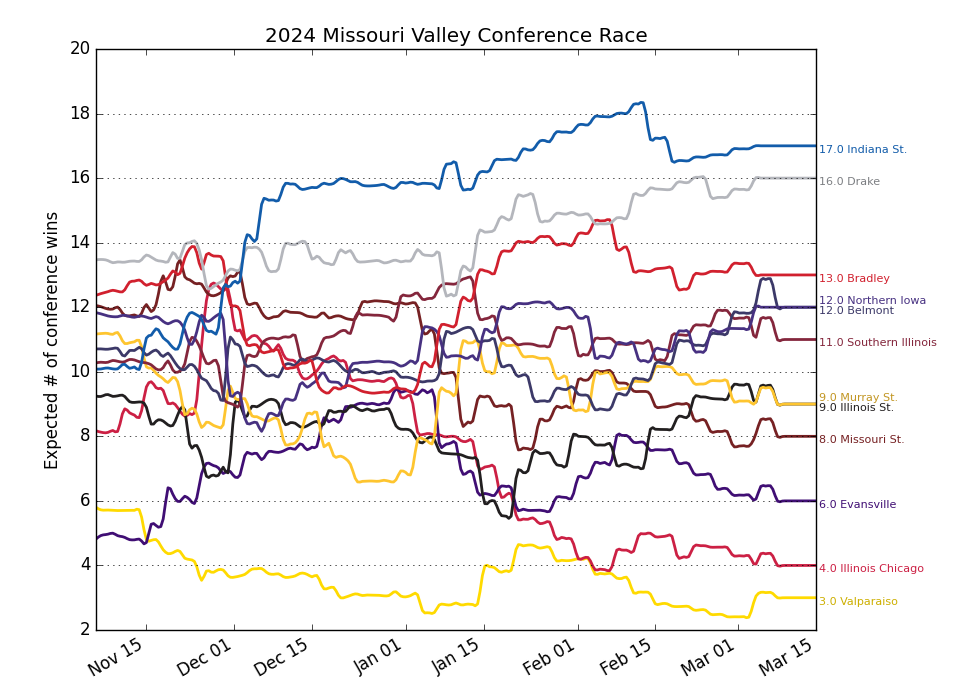 2024 Missouri Valley Conference Race
Expected # of conference wins
20
18
16
14
12
10
8
6
4
2
17.0 Indiana St.
16.0 Drake
13.0 Bradley
12.0 Northern Iowa
12.0 Belmont
11.0 Southern Illinois
9.0 Murray St.
9.0 Illinois St.
8.0 Missouri St.
6.0 Evansville
4.0 Illinois Chicago
3.0 Valparaiso
Nov 15
Dec 01
Dec 15
Jan 01
Jan 15
Feb 01
Feb 15
Mar 01
Mar 15